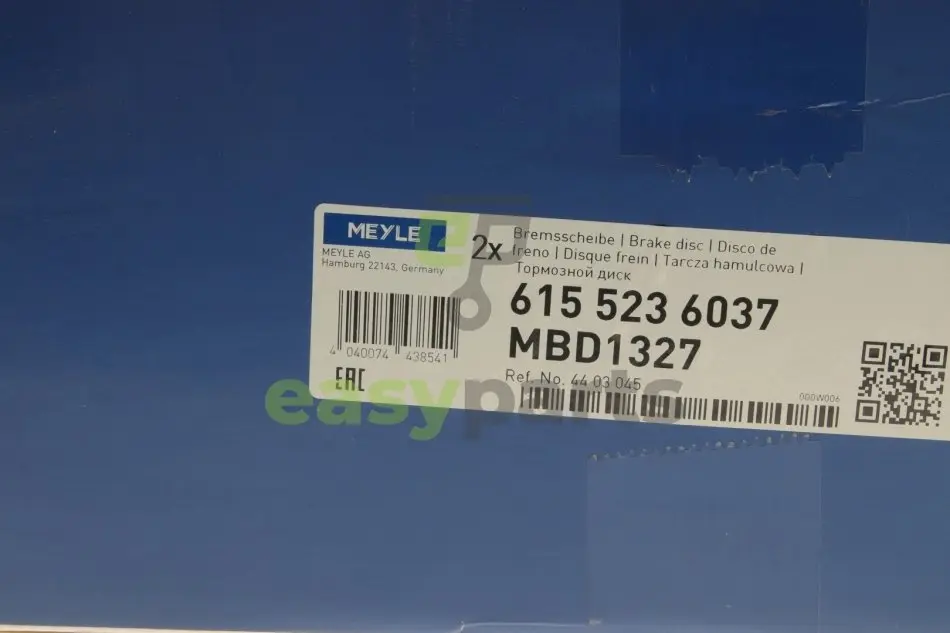 MEYLE
MEYLE AG
Hamburg 22143, Germany
4 040074 438541
EAC
2x
Bremsscheibe | Brake disc | Disco de
freno | Disque frein | Tarcza hamulcowa |
Тормозной диск
615 523 6037
MBD1327
Ref. No. 44 03 045
000W006
ep
easyparts